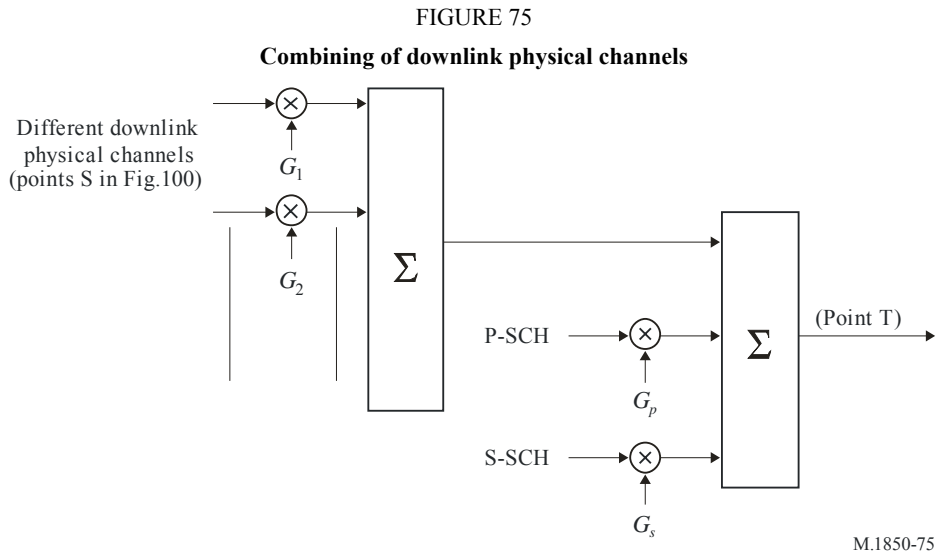 FIGURE 75
Combining of downlink physical channels
Different downlink
physical channels
(points S in Fig.100)
G1
G2
Σ
P-SCH
Gp
S-SCH
Gs
Σ
(Point T)
M.1850-75